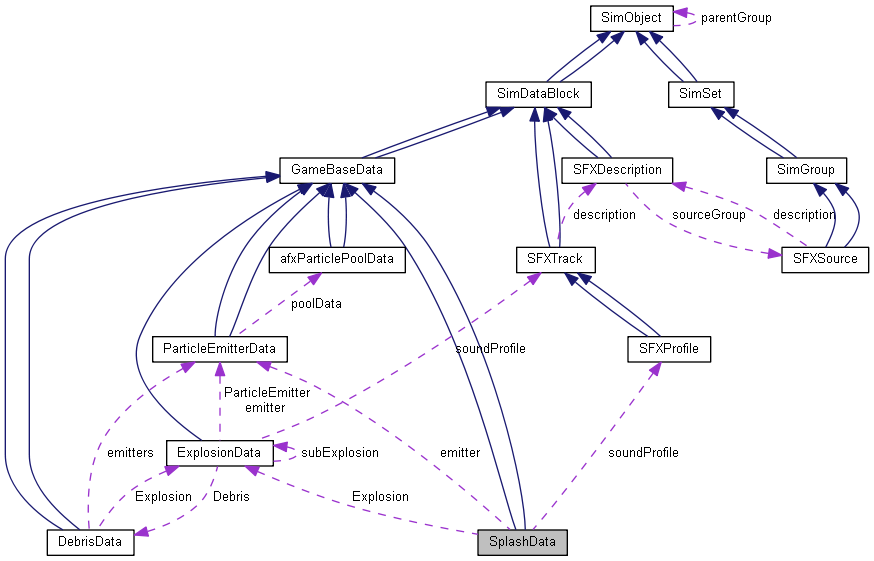 SimObject
parentGroup
SimDataBlock
SimSet
GameBaseData
SFXDescription
SimGroup
description
sourceGroup
description
afxParticlePoolData
SFXTrack
SFXSource
poolData
ParticleEmitterData
soundProfile
SFXProfile
ParticleEmitter
emitter
emitters
ExplosionData
subExplosion
emitter
soundProfile
Explosion
Debris
Explosion
DebrisData
SplashData